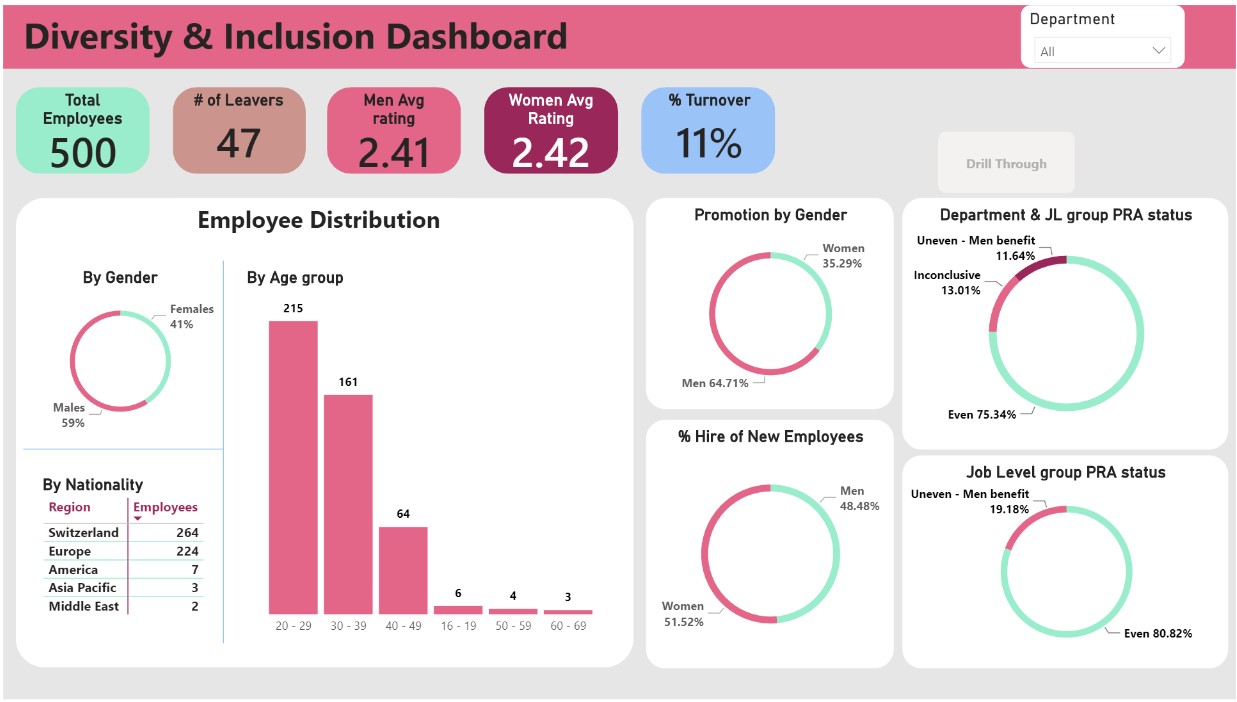 Diversity & Inclusion Dashboard
Department
All
Total
Employees
500
# of Leavers
47
Men Avg
rating
2.41
Women Avg
Rating
2.42
% Turnover
11%
Drill Through
Employee Distribution
By Gender
Females
41%
Males
59%
By Nationality
Region Employees
Switzerland 264
Europe 224
America 7
Asia Pacific 3
Middle East 2
By Age group
215
161
64
6
4
3
20 - 29 30 - 39 40 - 49 16 - 19 50 - 59 60 - 69
Promotion by Gender
Women
35.29%
Men 64.71%
% Hire of New Employees
Men
48.48%
Women
51.52%
Department & JL group PRA status
Uneven - Men benefit
11.64%
Inconclusive
13.01%
Even 75.34%
Job Level group PRA status
Uneven - Men benefit
19.18%
Even 80.82%